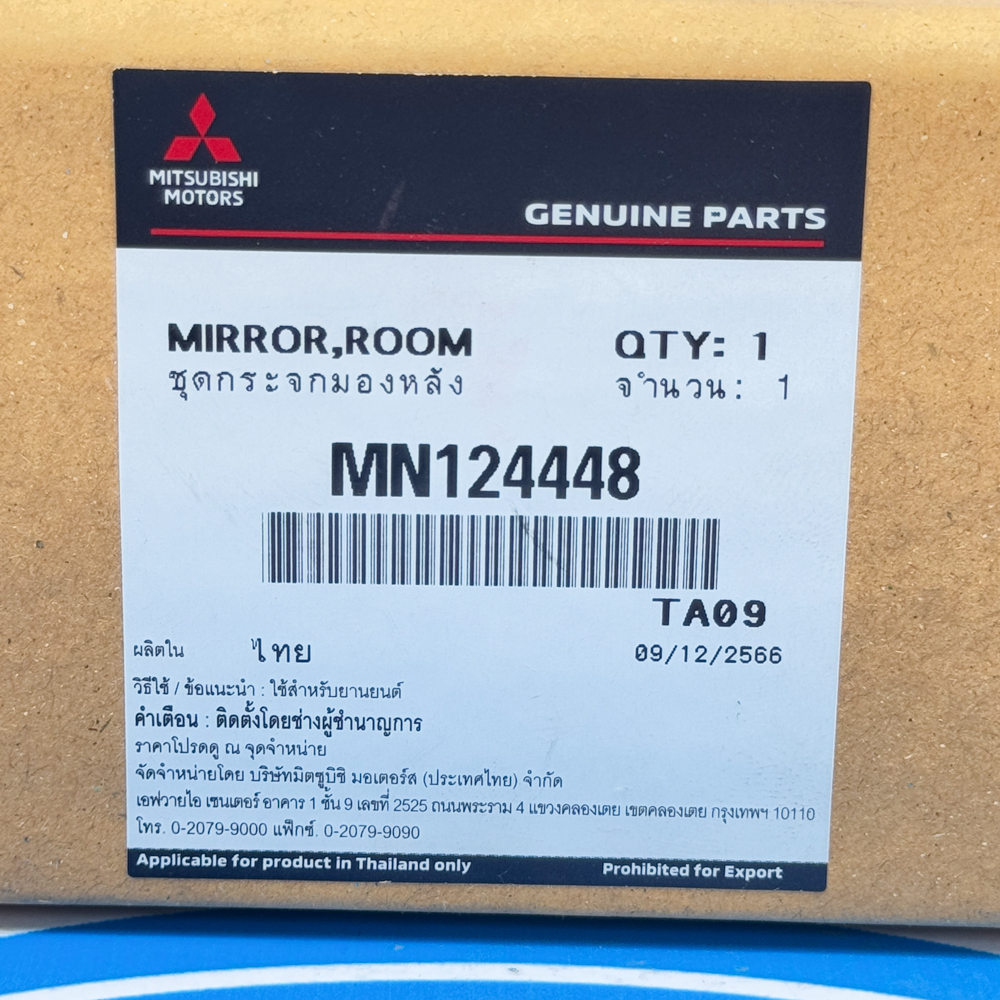 MITSUBISHI
MOTORS
GENUINE PARTS
MIRROR,ROOM
QTY: 1
ชุดกระจกมองหลัง
จำนวน: 1
MN124448
TA09
ผลิตใน ไทย
09/12/2566
วิธีใช้ / ข้อแนะนำ : ใช้สำหรับยานยนต์
คำเตือน : ติดตั้งโดยช่างผู้ชำนาญการ
ราคาโปรดดู ณ จุดจำหน่าย
จัดจำหน่ายโดย บริษัทมิตซูบิชิ มอเตอร์ส (ประเทศไทย) จำกัด
เอฟวายไอ เซนเตอร์ อาคาร 1 ชั้น 9 เลขที่ 2525 ถนนพระราม 4 แขวงคลองเตย เขตคลองเตย กรุงเทพฯ 10110
โทร. 0-2079-9000 แฟ็กซ์. 0-2079-9090
Applicable for product in Thailand only
Prohibited for Export